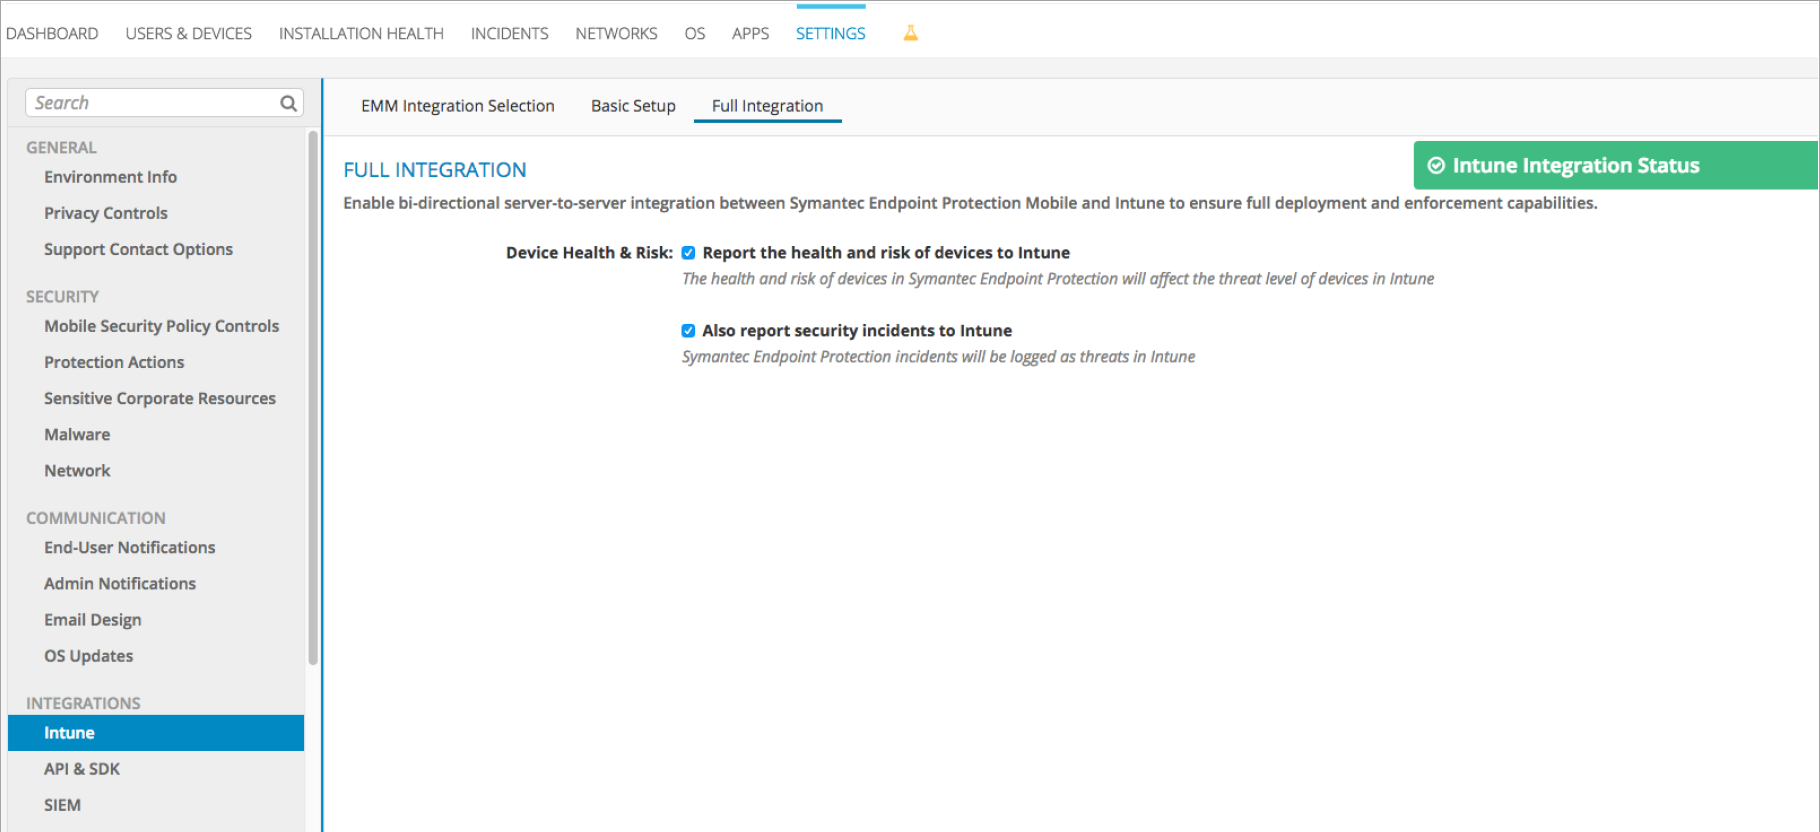 DASHBOARD USERS & DEVICES INSTALLATION HEALTH INCIDENTS NETWORKS OS APPS SETTINGS
Search
GENERAL
Environment Info
Privacy Controls
Support Contact Options
SECURITY
Mobile Security Policy Controls
Protection Actions
Sensitive Corporate Resources
Malware
Network
COMMUNICATION
End-User Notifications
Admin Notifications
Email Design
OS Updates
INTEGRATIONS
Intune
API & SDK
SIEM
EMM Integration Selection Basic Setup Full Integration
FULL INTEGRATION
Intune Integration Status
Enable bi-directional server-to-server integration between Symantec Endpoint Protection Mobile and Intune to ensure full deployment and enforcement capabilities.
Device Health & Risk: Report the health and risk of devices to Intune
The health and risk of devices in Symantec Endpoint Protection will affect the threat level of devices in Intune
Also report security incidents to Intune
Symantec Endpoint Protection incidents will be logged as threats in Intune